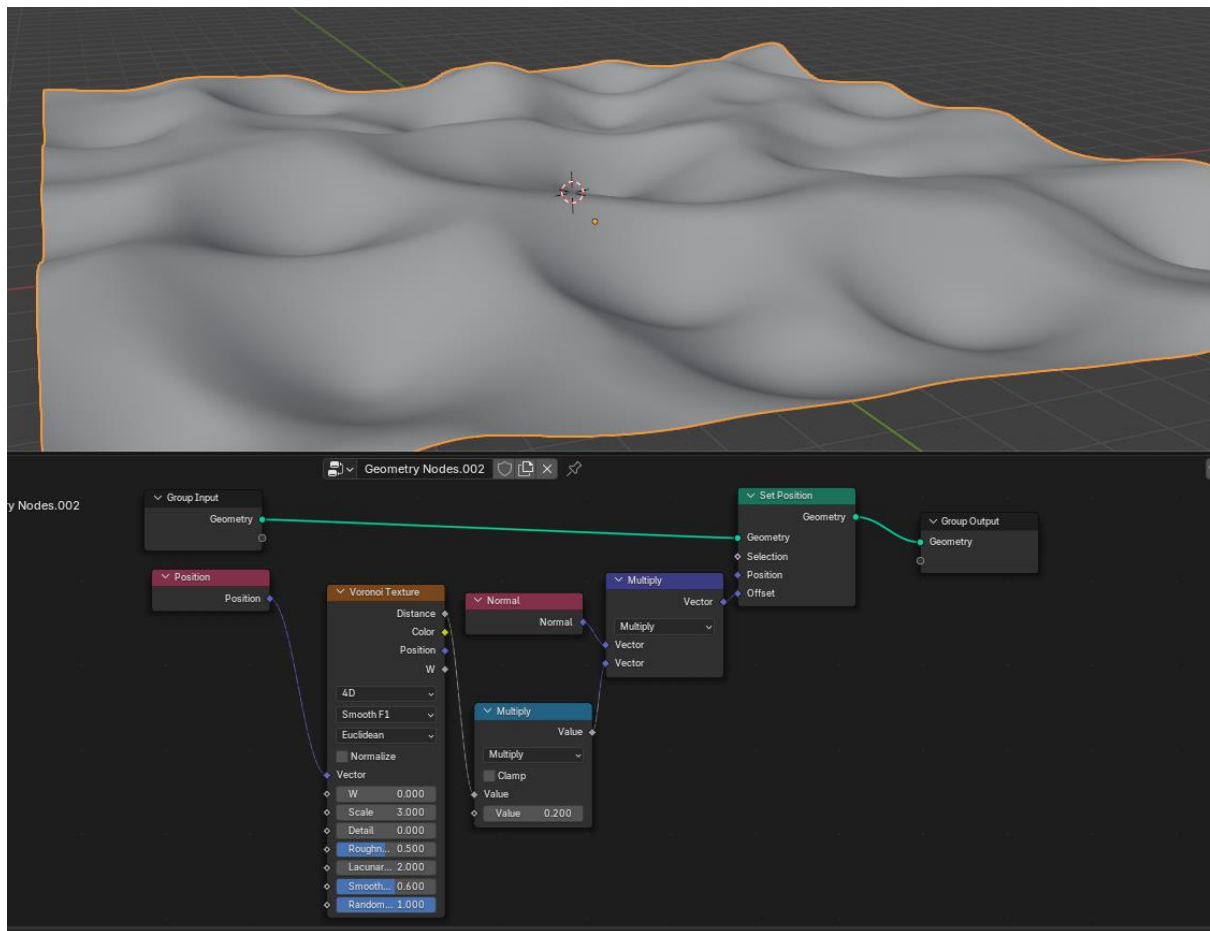 Geometry Nodes.002
y Nodes.002
Group Input
Geometry
Position
Position
Voronoi Texture
Distance
Color
Position
W
4D
Smooth F1
Euclidean
Normalize
Vector
W 0.000
Scale 3.000
Detail 0.000
Roughn... 0.500
Lacunar... 2.000
Smooth... 0.600
Random... 1.000
Normal
Normal
Multiply
Value
Multiply
Clamp
Value
Value 0.200
Multiply
Vector
Multiply
Vector
Vector
Set Position
Geometry
Geometry
Selection
Position
Offset
Group Output
Geometry